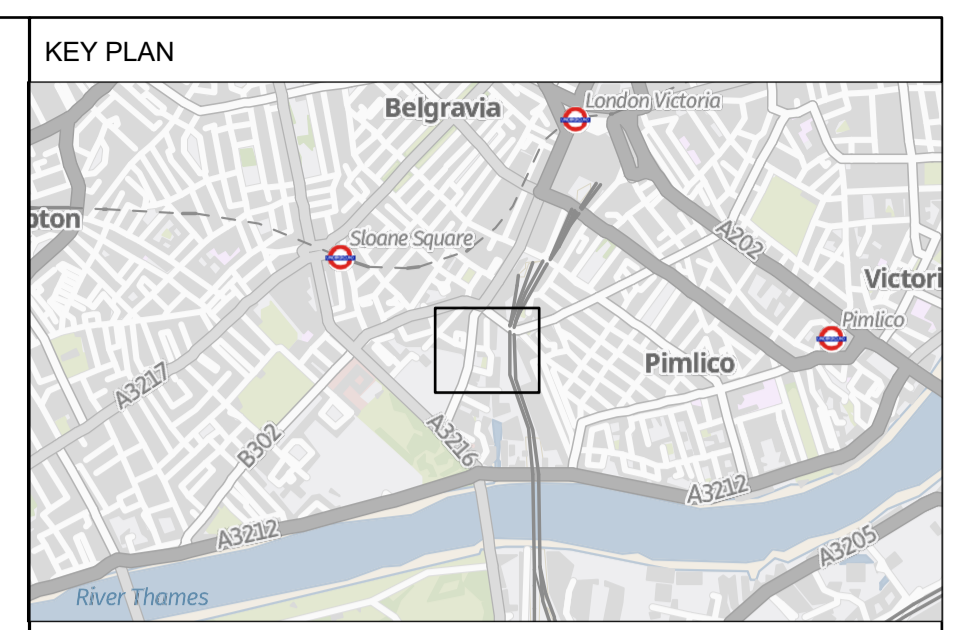 KEY PLAN
Belgravia
London Victoria
pton
Sloane Square
A202
Victori
Pimlico
Pimlico
A3217
A3216
B302
A3212
A3212
A3205
River Thames